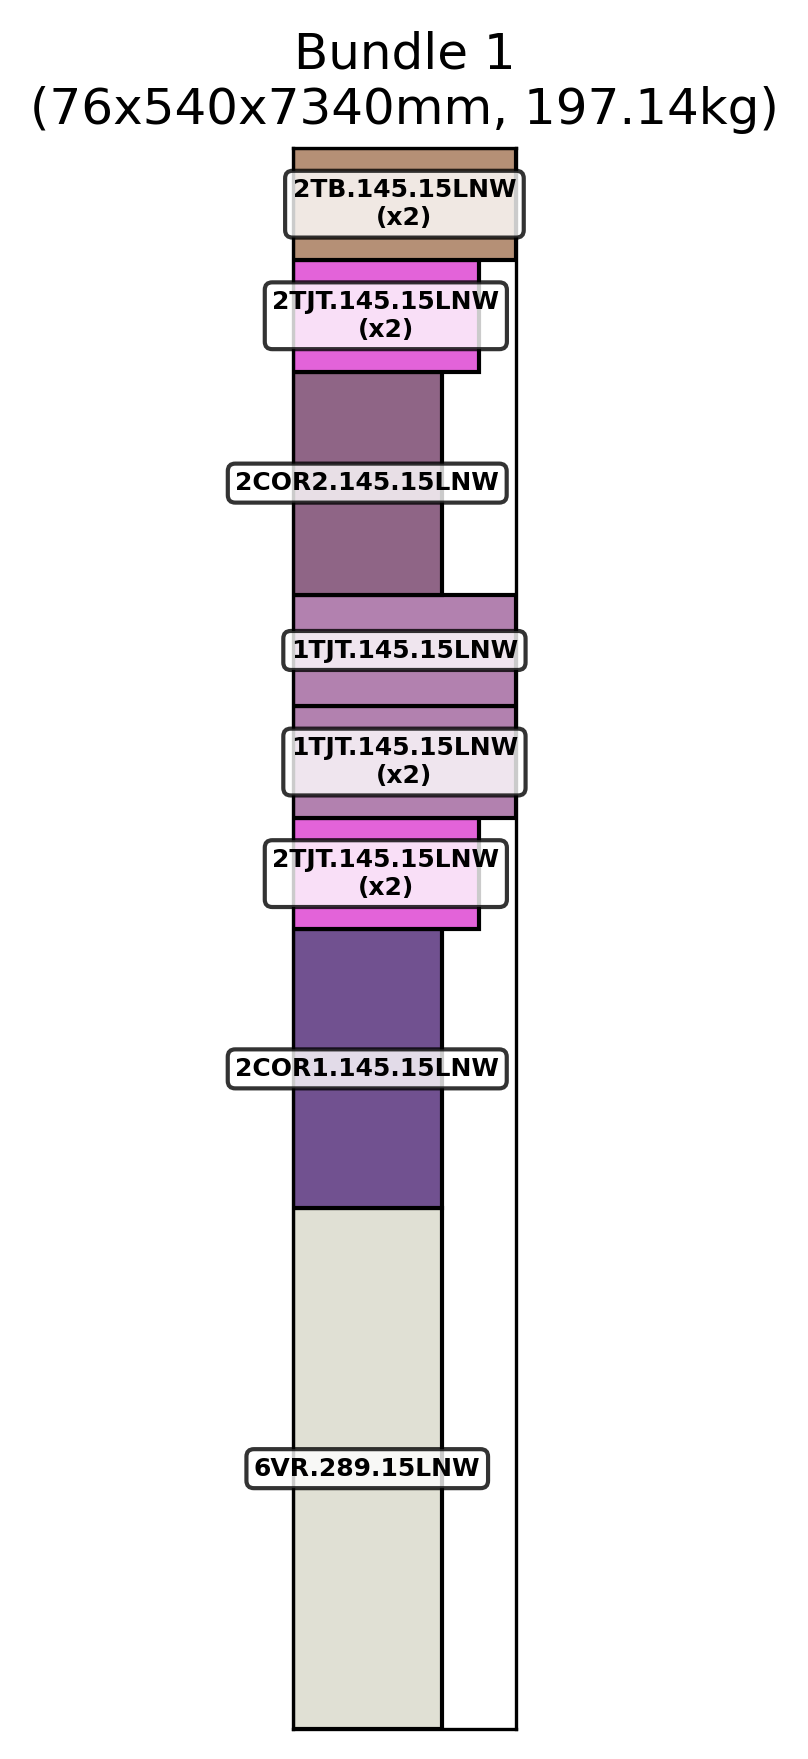 Bundle 1
(76x540x7340mm, 197.14kg)
2TB.145.15LNW
(x2)
2TJT.145.15LNW
(x2)
2COR2.145.15LNW
1TJT.145.15LNW
1TJT.145.15LNW
(x2)
2TJT.145.15LNW
(x2)
2COR1.145.15LNW
6VR.289.15LNW